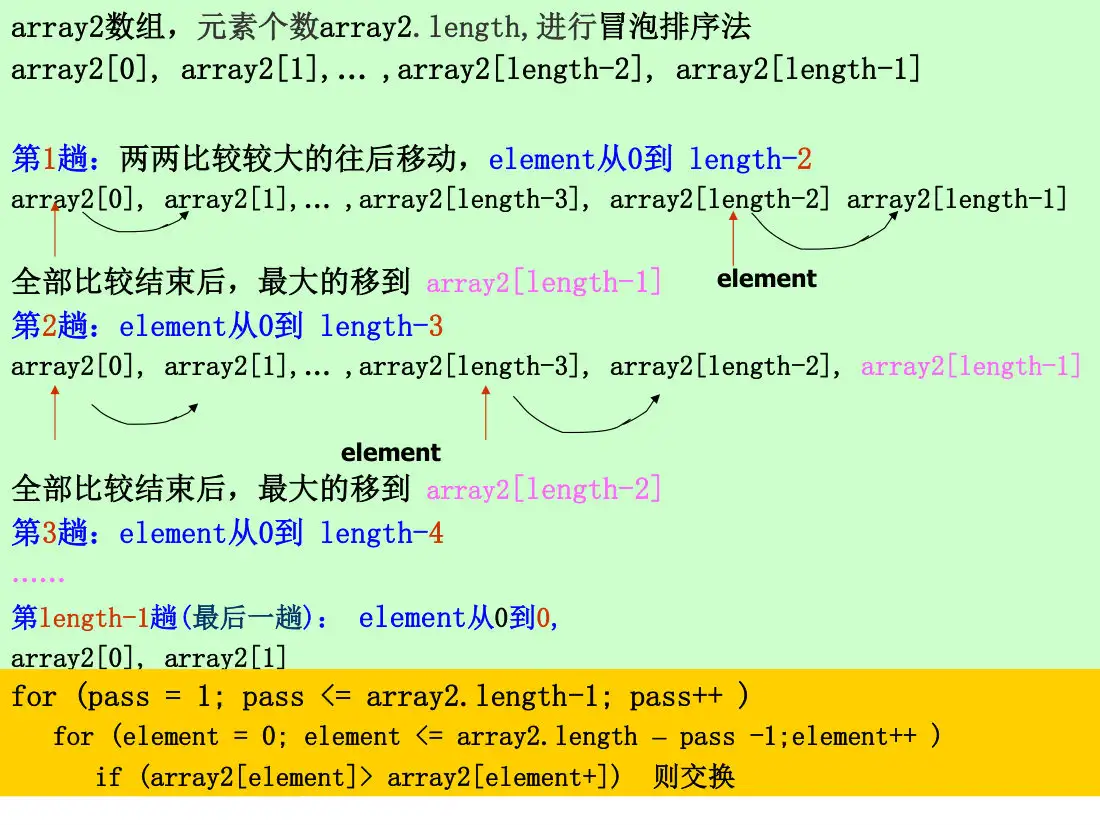 array2数组，元素个数array2.length,进行冒泡排序法
array2[0], array2[1],… ,array2[length-2], array2[length-1]
第1趟：两两比较较大的往后移动，element从0到 length-2
array2[0], array2[1],… ,array2[length-3], array2[length-2] array2[length-1]
全部比较结束后，最大的移到 array2[length-1]
element
第2趟：element从0到 length-3
array2[0], array2[1],… ,array2[length-3], array2[length-2], array2[length-1]
element
全部比较结束后，最大的移到 array2[length-2]
第3趟：element从0到 length-4
……
第length-1趟(最后一趟)： element从0到0,
array2[0], array2[1]
for (pass = 1; pass <= array2.length-1; pass++ )
for (element = 0; element <= array2.length – pass -1;element++ )
if (array2[element]> array2[element+]) 则交换